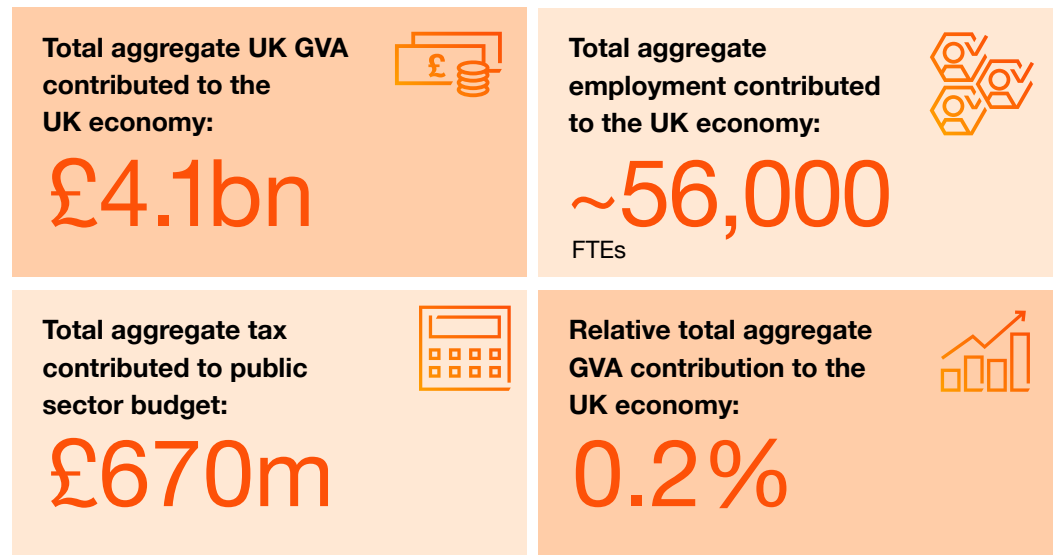 Total aggregate UK GVA
contributed to the
UK economy:
£4.1bn
£
Total aggregate
employment contributed
to the UK economy:
~56,000
FTEs
Total aggregate tax
contributed to public
sector budget:
£670m
Relative total aggregate
GVA contribution to the
UK economy:
0.2%